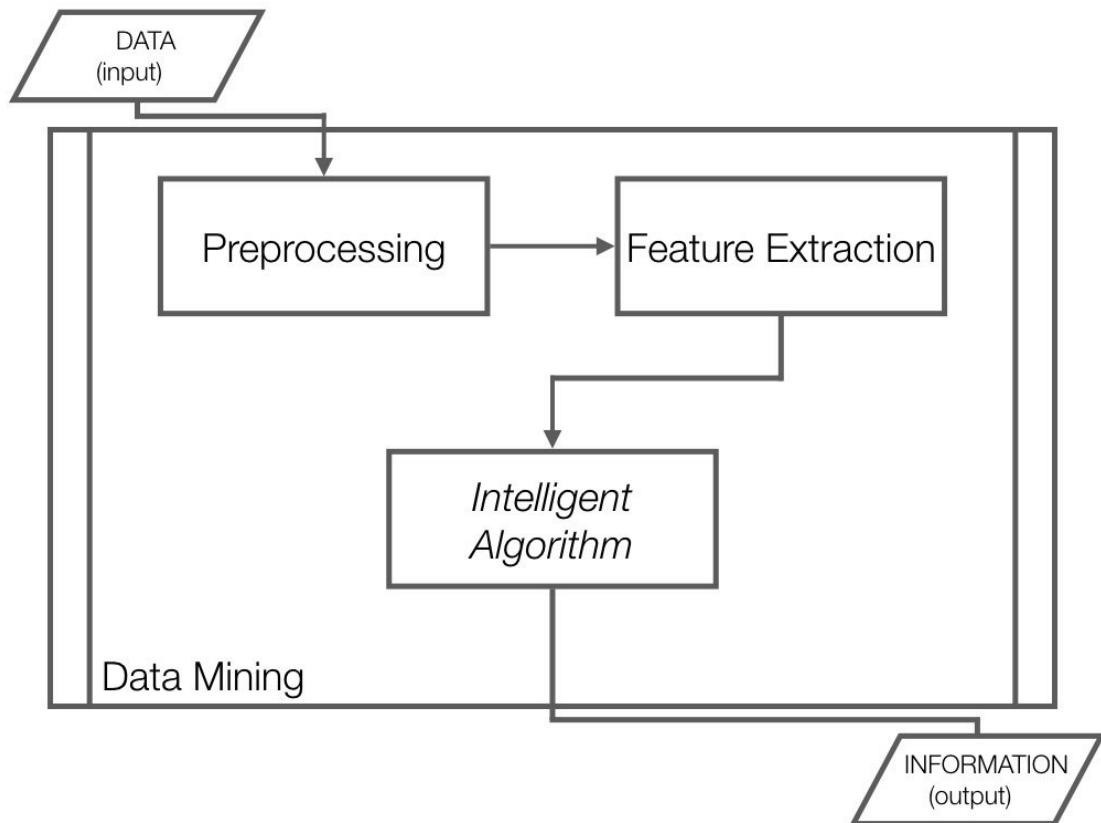 DATA
(input)
Preprocessing
Feature Extraction
Intelligent
Algorithm
Data Mining
INFORMATION
(output)